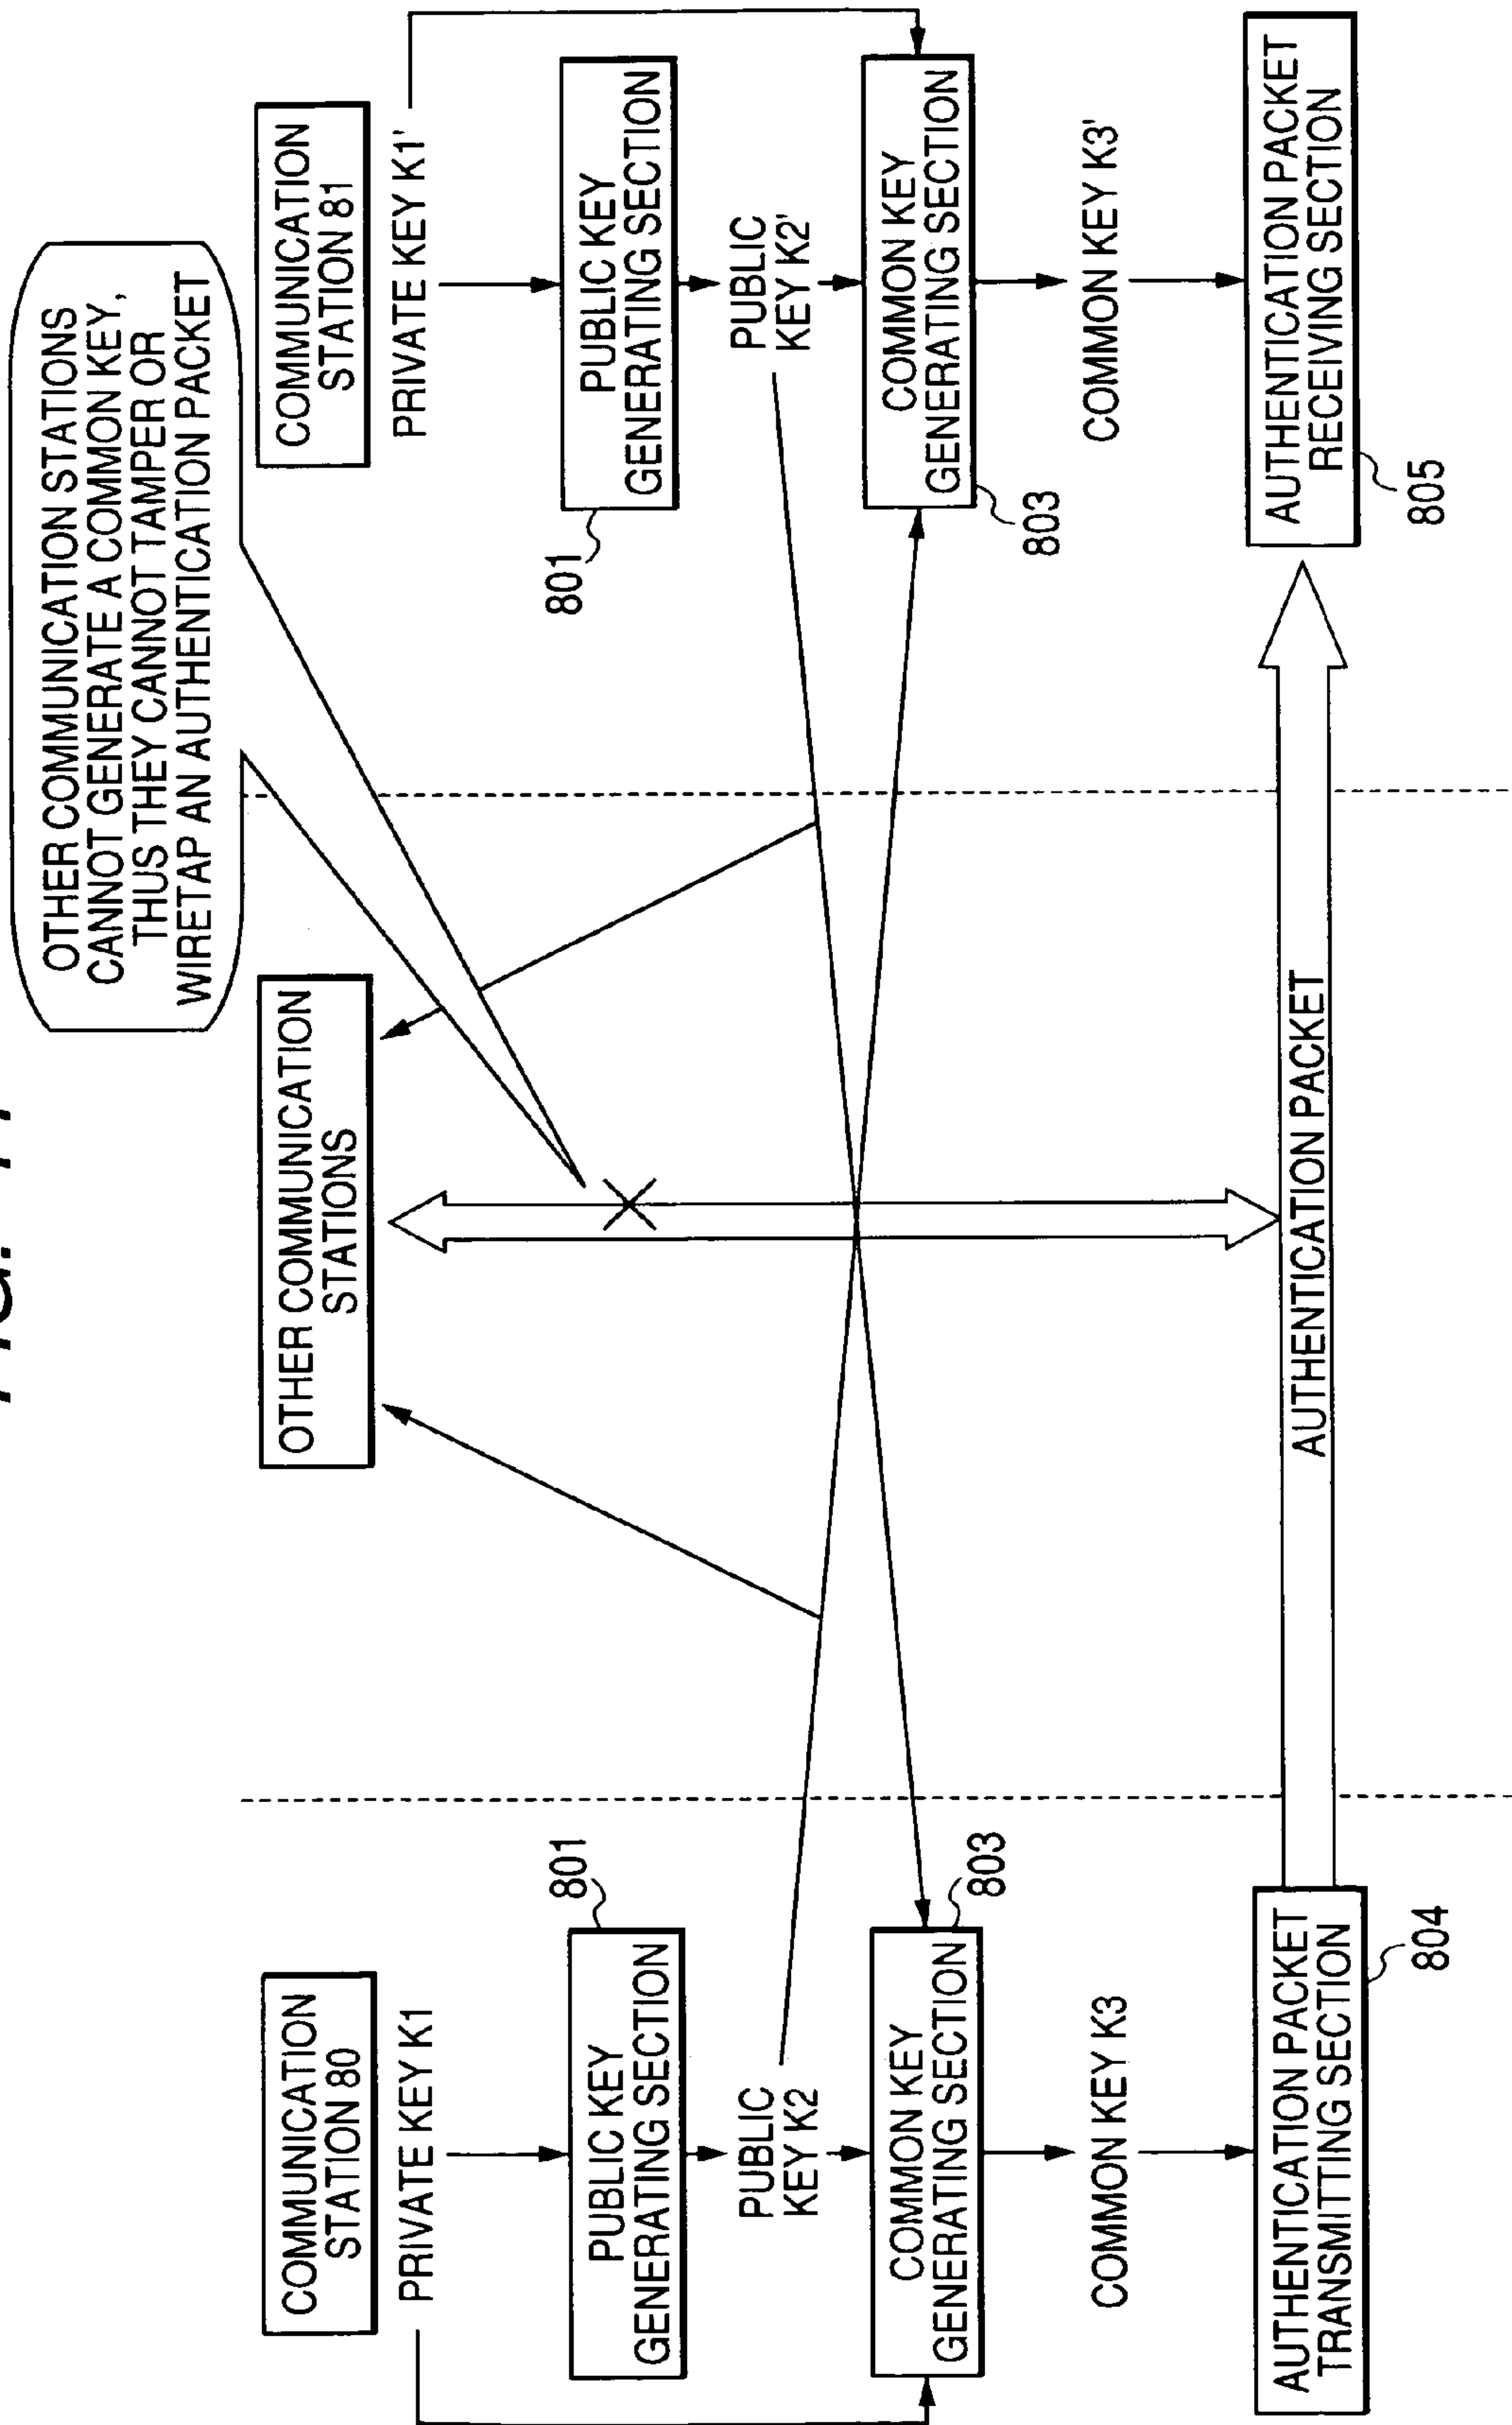 OTHER COMMUNICATION STATIONS
CANNOT GENERATE A COMMON KEY,
THUS THEY CANNOT TAMPER OR
WIRETAP AN AUTHENTICATION PACKET
COMMUNICATION
STATION 80
PRIVATE KEY K1
801
PUBLIC KEY
GENERATING SECTION
PUBLIC
KEY K2
803
COMMON KEY
GENERATING SECTION
COMMON KEY K3
AUTHENTICATION PACKET
TRANSMITTING SECTION
804
OTHER COMMUNICATION
STATIONS
AUTHENTICATION PACKET
COMMUNICATION
STATION 81
PRIVATE KEY K1'
801
PUBLIC KEY
GENERATING SECTION
PUBLIC
KEY K2'
COMMON KEY
GENERATING SECTION
803
COMMON KEY K3'
AUTHENTICATION PACKET
RECEIVING SECTION
805